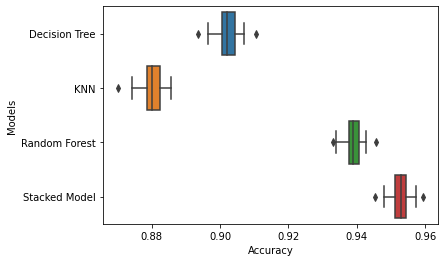 Models
Decision Tree
KNN
Random Forest
Stacked Model
0.88 0.90 0.92 0.94 0.96
Accuracy